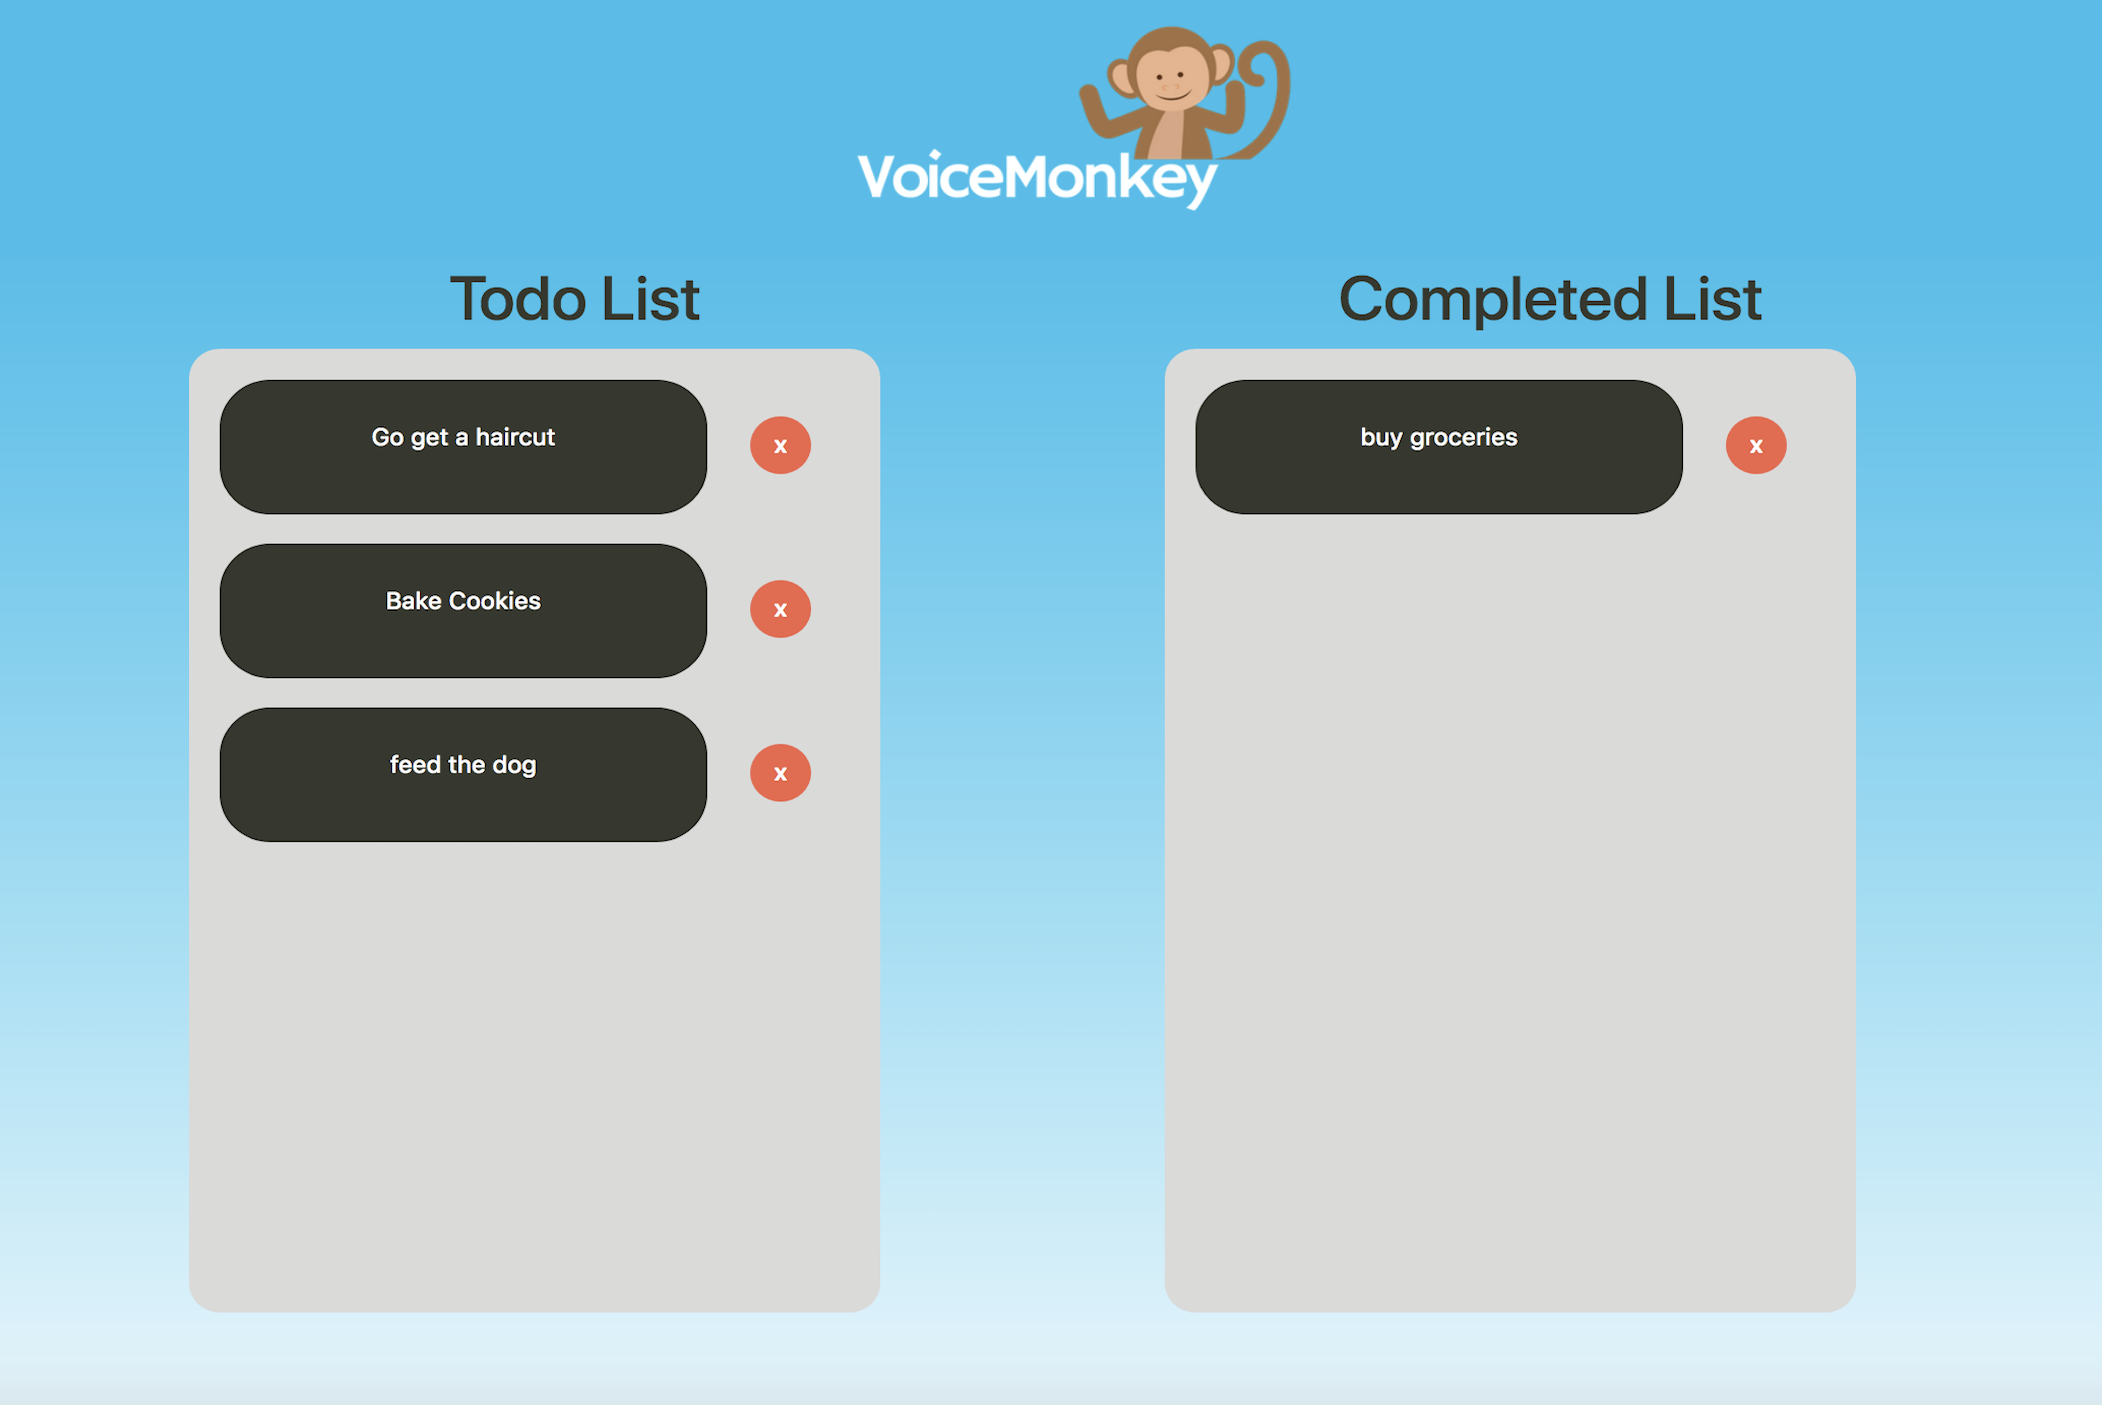 VoiceMonkey
Todo List
Go get a haircut
x
Bake Cookies
x
feed the dog
x
Completed List
buy groceries
x